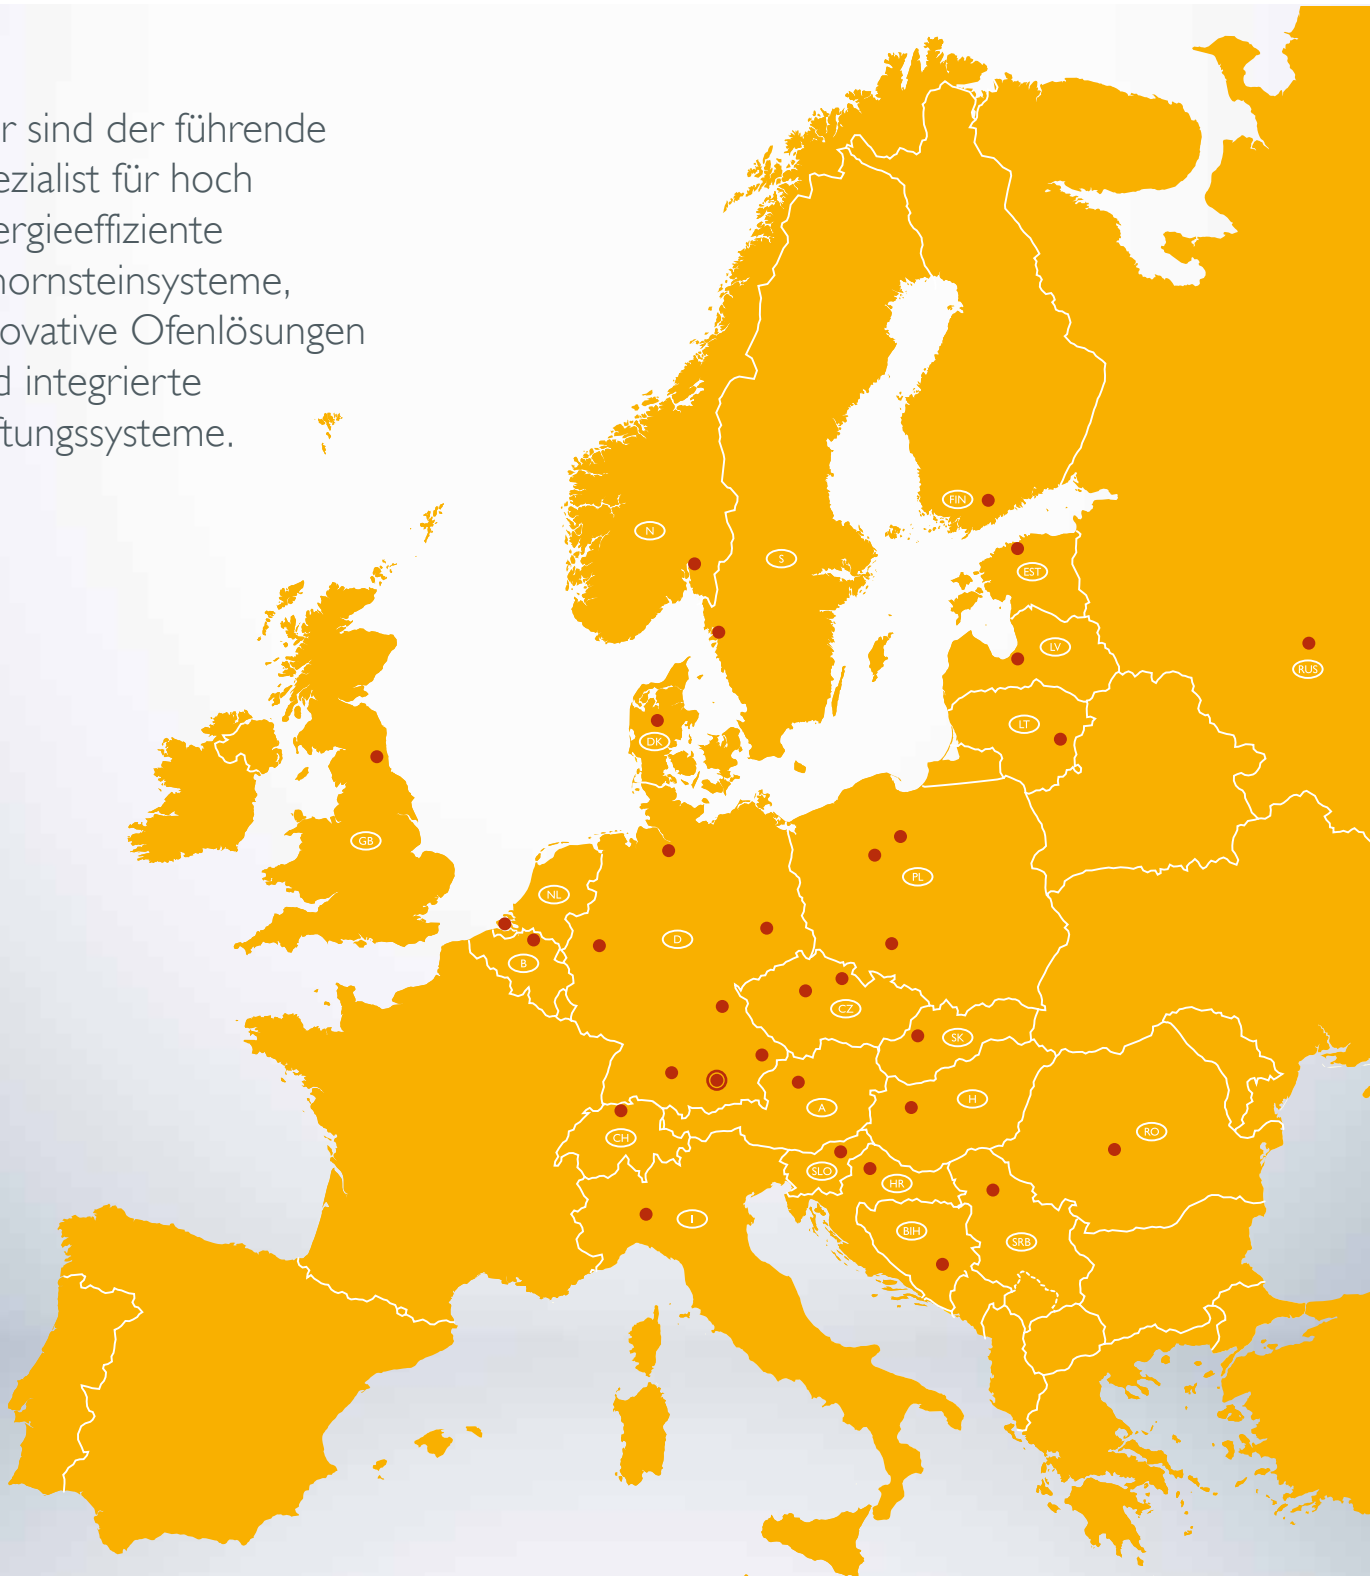 r sind der führende
ezialist für hoch
ergieeffiziente
hornsteinsysteme,
ovative Ofenlösungen
d integrierte
ftungssysteme.
FIN
N
S
EST
LV
RUS
LT
DK
GB
PL
NL
D
B
CZ
SK
H
A
RO
CH
SLO
HR
I
BIH
SRB